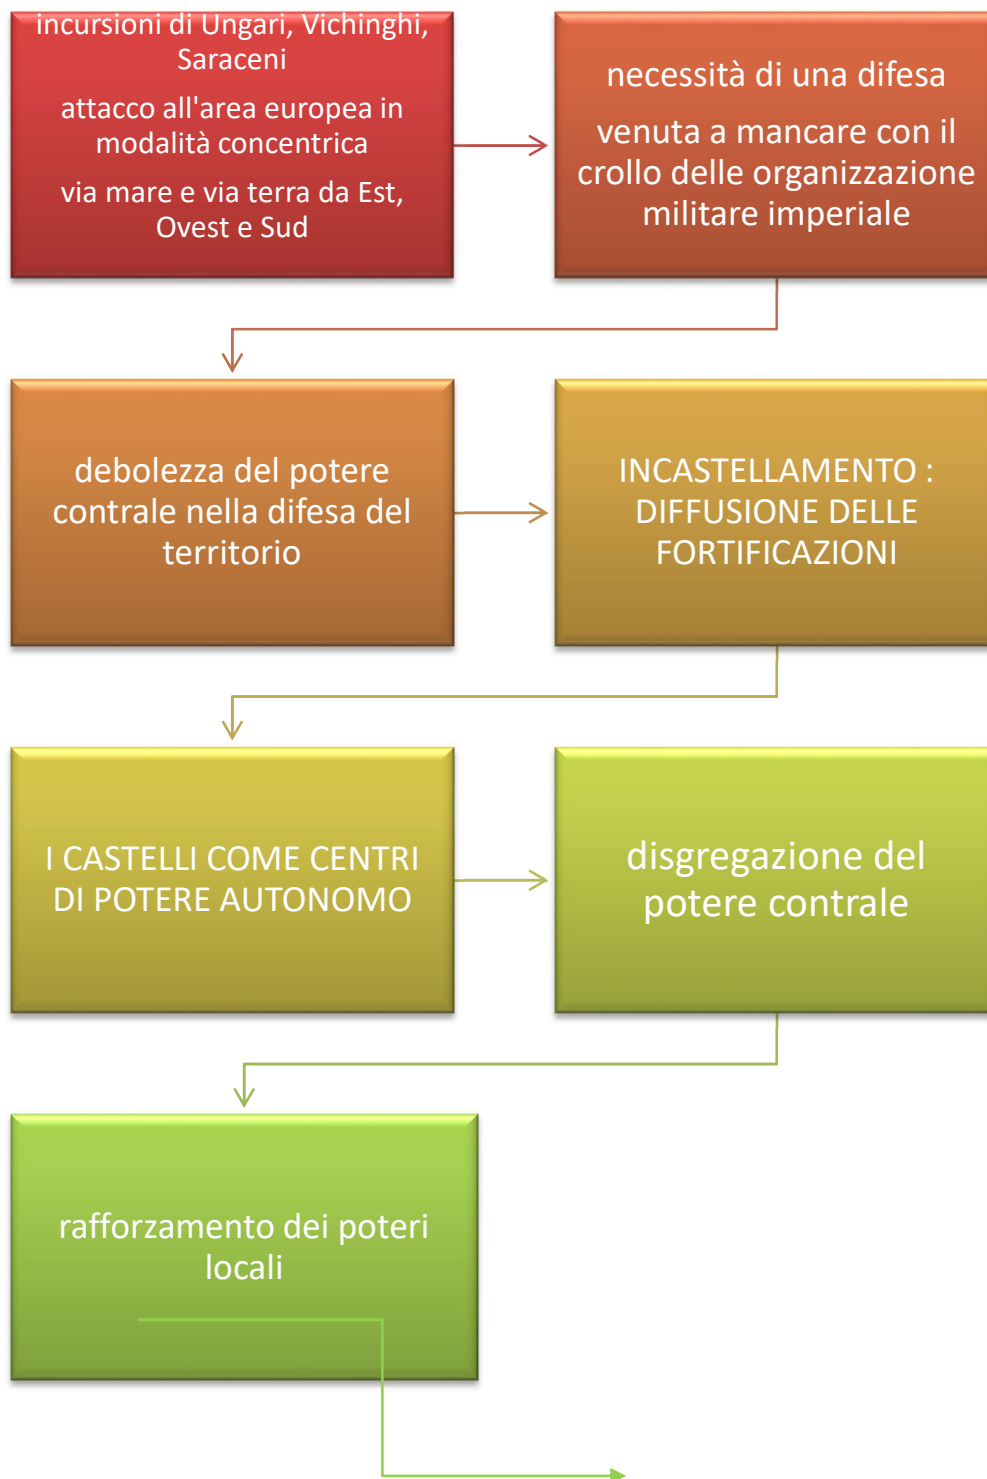 incursioni di Ungari, Vichinghi,
Saraceni
attacco all'area europea in
modalità concentrica
via mare e via terra da Est,
Ovest e Sud
necessità di una difesa
venuta a mancare con il
crollo delle organizzazione
militare imperiale
debolezza del potere
contrale nella difesa del
territorio
INCASTELLAMENTO :
DIFFUSIONE DELLE
FORTIFICAZIONI
I CASTELLI COME CENTRI
DI POTERE AUTONOMO
disgregazione del
potere contrale
rafforzamento dei poteri
locali